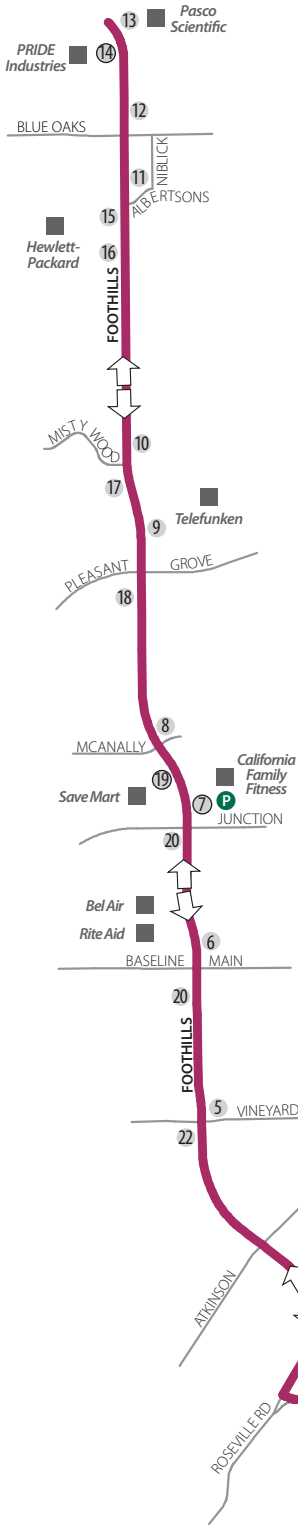 13
Pasco
Scientific
PRIDE
Industries
14
12
BLUE OAKS
NIBLICK
11
ALBERTSONS
15
Hewlett-
Packard
16
FOOTHILLS
MISTY WOOD
10
17
Telefunken
9
PLEASANT GROVE
18
8
MCANALLY
19
California
Family
Fitness
Save Mart
7
P
JUNCTION
20
Bel Air
Rite Aid
6
BASELINE MAIN
20
FOOTHILLS
5
VINEYARD
22
ATKINSON
ROSEVILLE RD